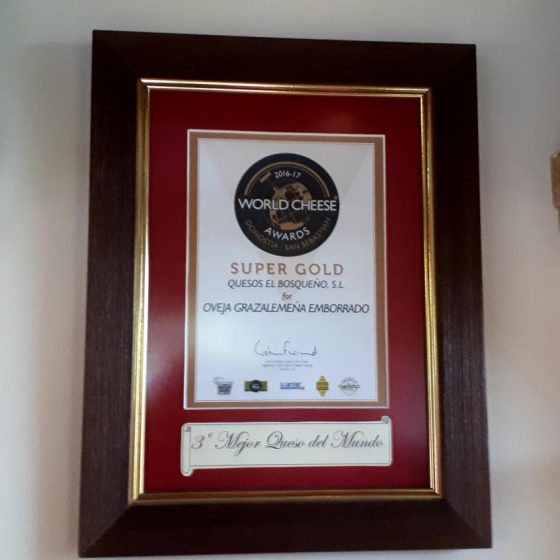 2016-17
WORLD CHEESE
AWARDS
DONOSTIA / SAN SEBASTIAN
SUPER GOLD
QUESOS EL BOSQUEÑO, S.L.
for
OVEJA GRAZALEMEÑA EMBORRADO
3º Mejor Queso del Mundo